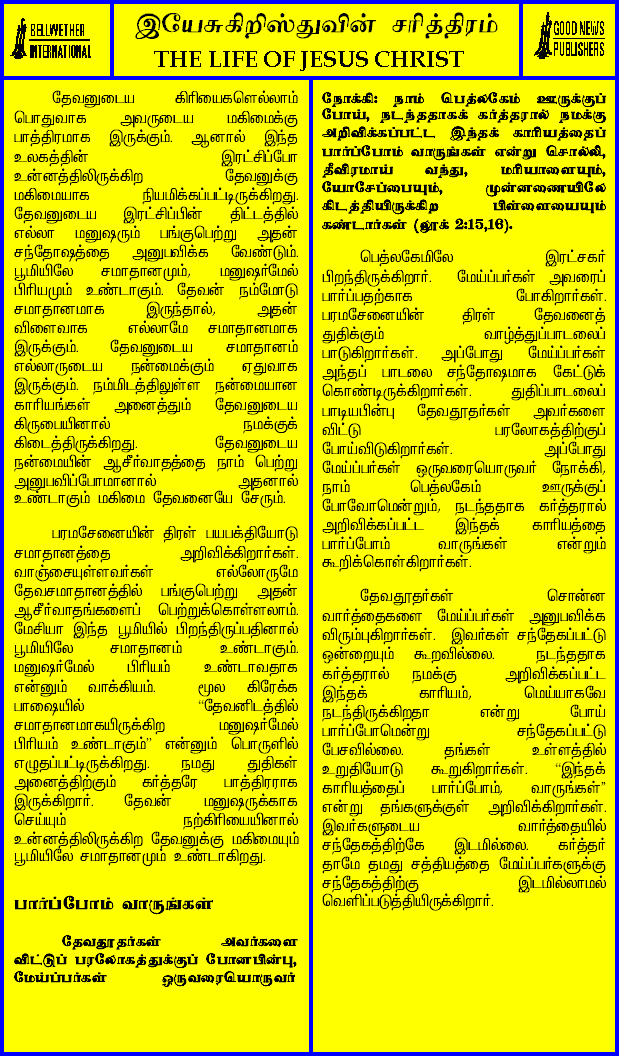 BELLWETHER
INTERNATIONAL
இயேசுகிறிஸ்துவின் சரித்திரம்
THE LIFE OF JESUS CHRIST
GOOD NEWS
PUBLISHERS
தேவனுடைய கிரியைகளெல்லாம்
பொதுவாக அவருடைய மகிமைக்கு
பாத்திரமாக இருக்கும். ஆனால் இந்த
உலகத்தின் இரட்சிப்போ
உன்னத்திலிருக்கிற தேவனுக்கு
மகிமையாக நியமிக்கப்பட்டிருக்கிறது.
தேவனுடைய இரட்சிப்பின் திட்டத்தில்
எல்லா மனுஷரும் பங்குபெற்று அதன்
சந்தோஷத்தை அனுபவிக்க வேண்டும்.
பூமியிலே சமாதானமும், மனுஷர்மேல்
பிரியமும் உண்டாகும். தேவன் நம்மோடு
சமாதானமாக இருந்தால், அதன்
விளைவாக எல்லாமே சமாதானமாக
இருக்கும். தேவனுடைய சமாதானம்
எல்லாருடைய நன்மைக்கும் ஏதுவாக
இருக்கும். நம்மிடத்திலுள்ள நன்மையான
காரியங்கள் அனைத்தும் தேவனுடைய
கிருபையினால் நமக்குக்
கிடைத்திருக்கிறது. தேவனுடைய
நன்மையின் ஆசீர்வாதத்தை நாம் பெற்று
அனுபவிப்போமானால் அதனால்
உண்டாகும் மகிமை தேவனையே சேரும்.
பரமசேனையின் திரள் பயபக்தியோடு
சமாதானத்தை அறிவிக்கிறார்கள்.
வாஞ்சையுள்ளவர்கள் எல்லோருமே
தேவசமாதானத்தில் பங்குபெற்று அதன்
ஆசீர்வாதங்களைப் பெற்றுக்கொள்ளலாம்.
மேசியா இந்த பூமியில் பிறந்திருப்பதினால்
பூமியிலே சமாதானம் உண்டாகும்.
மனுஷர்மேல் பிரியம் உண்டாவதாக
என்னும் வாக்கியம். மூல கிரேக்க
பாஷையில் “தேவனிடத்தில்
சமாதானமாகயிருக்கிற மனுஷர்மேல்
பிரியம் உண்டாகும்” என்னும் பொருளில்
எழுதப்பட்டிருக்கிறது. நமது துதிகள்
அனைத்திற்கும் கர்த்தரே பாத்திரராக
இருக்கிறார். தேவன் மனுஷருக்காக
செய்யும் நற்கிரியையினால்
உன்னத்திலிருக்கிற தேவனுக்கு மகிமையும்
பூமியிலே சமாதானமும் உண்டாகிறது.
பார்ப்போம் வாருங்கள்
தேவதூதர்கள் அவர்களை
விட்டுப் பரலோகத்துக்குப் போனபின்பு,
மேய்ப்பர்கள் ஒருவரையொருவர்
நோக்கி: நாம் பெத்லகேம் ஊருக்குப்
போய், நடந்ததாகக் கர்த்தரால் நமக்கு
அறிவிக்கப்பட்ட இந்தக் காரியத்தைப்
பார்ப்போம் வாருங்கள் என்று சொல்லி,
தீவிரமாய் வந்து, மரியாளையும்,
யோசேப்பையும், முன்னணையிலே
கிடத்தியிருக்கிற பிள்ளையையும்
கண்டார்கள் (லூக் 2:15,16).
பெத்லகேமிலே இரட்சகர்
பிறந்திருக்கிறார். மேய்ப்பர்கள் அவரைப்
பார்ப்பதற்காக போகிறார்கள்.
பரமசேனையின் திரள் தேவனைத்
துதிக்கும் வாழ்த்துப்பாடலைப்
பாடுகிறார்கள். அப்போது மேய்ப்பர்கள்
அந்தப் பாடலை சந்தோஷமாக கேட்டுக்
கொண்டிருக்கிறார்கள். துதிப்பாடலைப்
பாடியபின்பு தேவதூதர்கள் அவர்களை
விட்டு பரலோகத்திற்குப்
போய்விடுகிறார்கள். அப்போது
மேய்ப்பர்கள் ஒருவரையொருவர் நோக்கி,
நாம் பெத்லகேம் ஊருக்குப்
போவோமென்றும், நடந்ததாக கர்த்தரால்
அறிவிக்கப்பட்ட இந்தக் காரியத்தை
பார்ப்போம் வாருங்கள் என்றும்
கூறிக்கொள்கிறார்கள்.
தேவதூதர்கள் சொன்ன
வார்த்தைகளை மேய்ப்பர்கள் அனுபவிக்க
விரும்புகிறார்கள். இவர்கள் சந்தேகப்பட்டு
ஒன்றையும் கூறவில்லை. நடந்ததாக
கர்த்தரால் நமக்கு அறிவிக்கப்பட்ட
இந்தக் காரியம், மெய்யாகவே
நடந்திருக்கிறதா என்று போய்
பார்ப்போமென்று சந்தேகப்பட்டு
பேசவில்லை. தங்கள் உள்ளத்தில்
உறுதியோடு கூறுகிறார்கள். “இந்தக்
காரியத்தைப் பார்ப்போம், வாருங்கள்”
என்று தங்களுக்குள் அறிவிக்கிறார்கள்.
இவர்களுடைய வார்த்தையில்
சந்தேகத்திற்கே இடமில்லை. கர்த்தர்
தாமே தமது சத்தியத்தை மேய்ப்பர்களுக்கு
சந்தேகத்திற்கு இடமில்லாமல்
வெளிப்படுத்தியிருக்கிறார்.